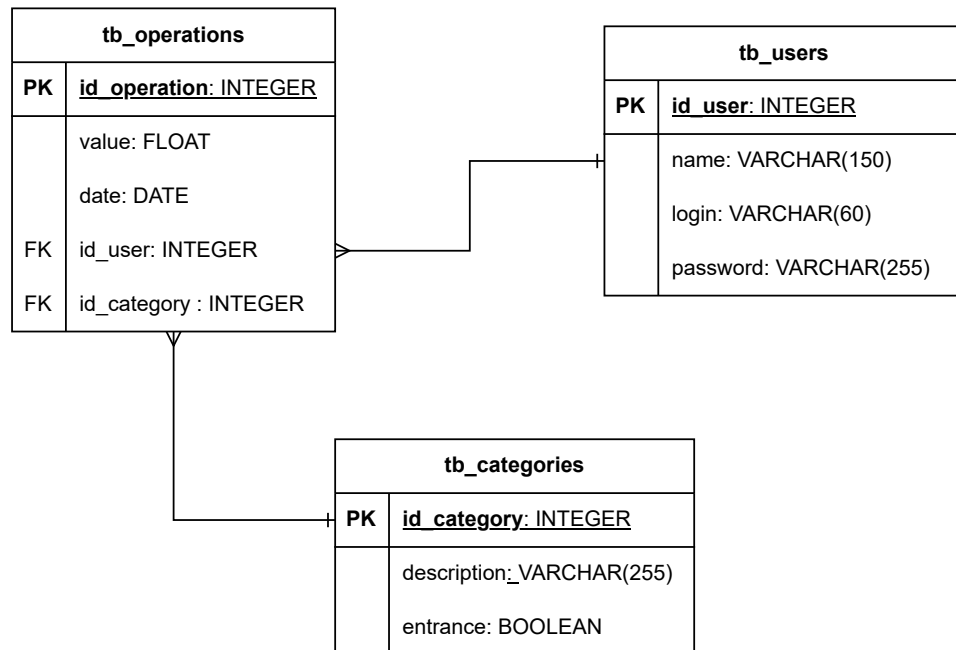 tb_operations
PK id_operation: INTEGER
value: FLOAT
date: DATE
FK id_user: INTEGER
FK id_category : INTEGER
tb_users
PK id_user: INTEGER
name: VARCHAR(150)
login: VARCHAR(60)
password: VARCHAR(255)
tb_categories
PK id_category: INTEGER
description: VARCHAR(255)
entrance: BOOLEAN